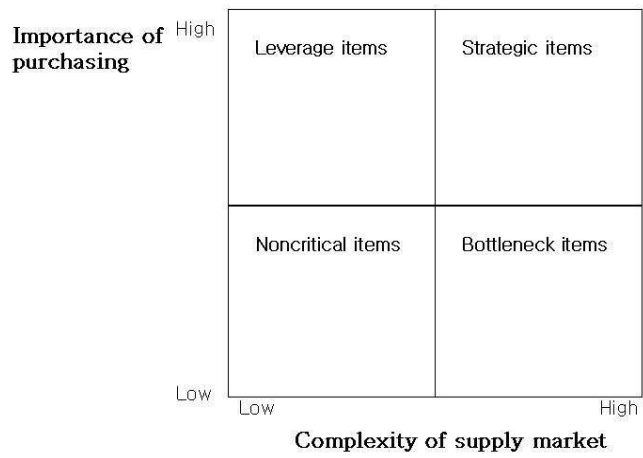 Importance of
purchasing
High
Leverage items
Strategic items
Noncritical items
Bottleneck items
Low
Low
High
Complexity of supply market